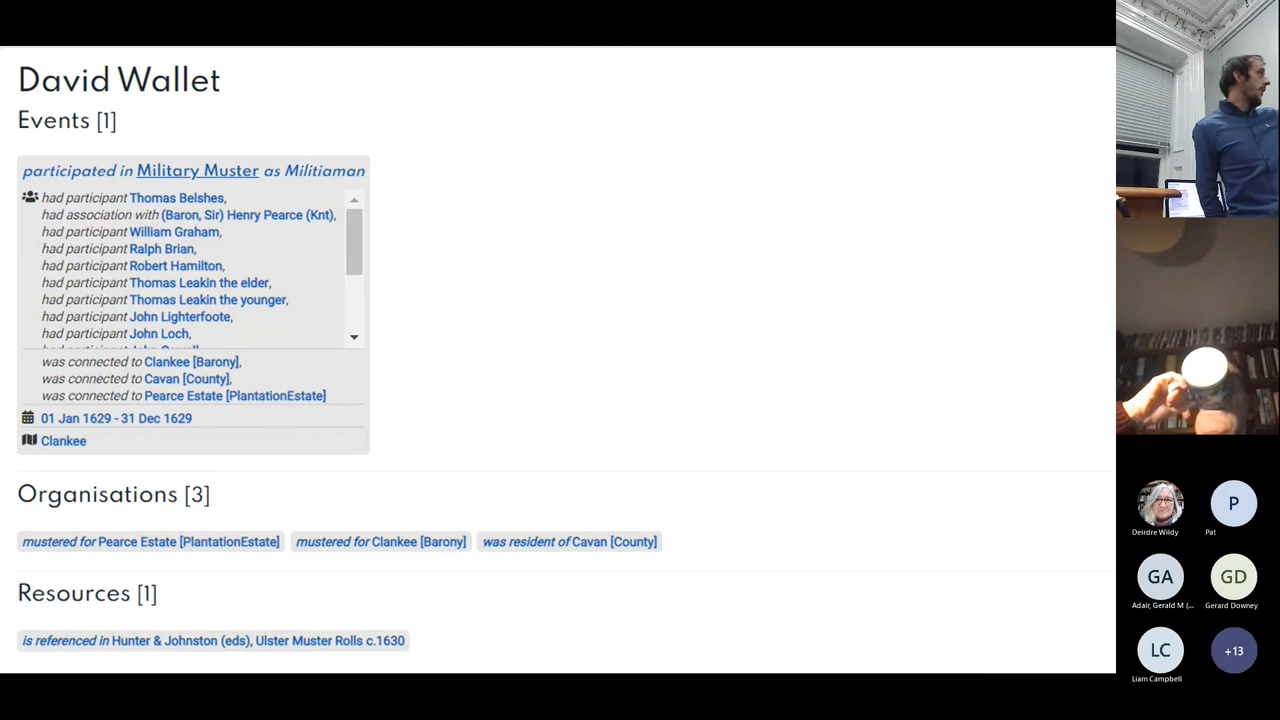 David Wallet
Events [1]
participated in Military Muster as Militiaman
had participant Thomas Belshes,
had association with (Baron, Sir) Henry Pearce (Knt),
had participant William Graham,
had participant Ralph Brian,
had participant Robert Hamilton,
had participant Thomas Leakin the elder,
had participant Thomas Leakin the younger,
had participant John Lighterfoote,
had participant John Loch,
was connected to Clankee [Barony],
was connected to Cavan [County],
was connected to Pearce Estate [PlantationEstate]
01 Jan 1629 - 31 Dec 1629
Clankee
Organisations [3]
mustered for Pearce Estate [PlantationEstate] mustered for Clankee [Barony] was resident of Cavan [County]
Resources [1]
is referenced in Hunter & Johnston (eds), Ulster Muster Rolls c.1630
Deirdre Wildy
P
Pat
GA
Adair, Gerald M (...
GD
Gerard Downey
LC
Liam Campbell
+13